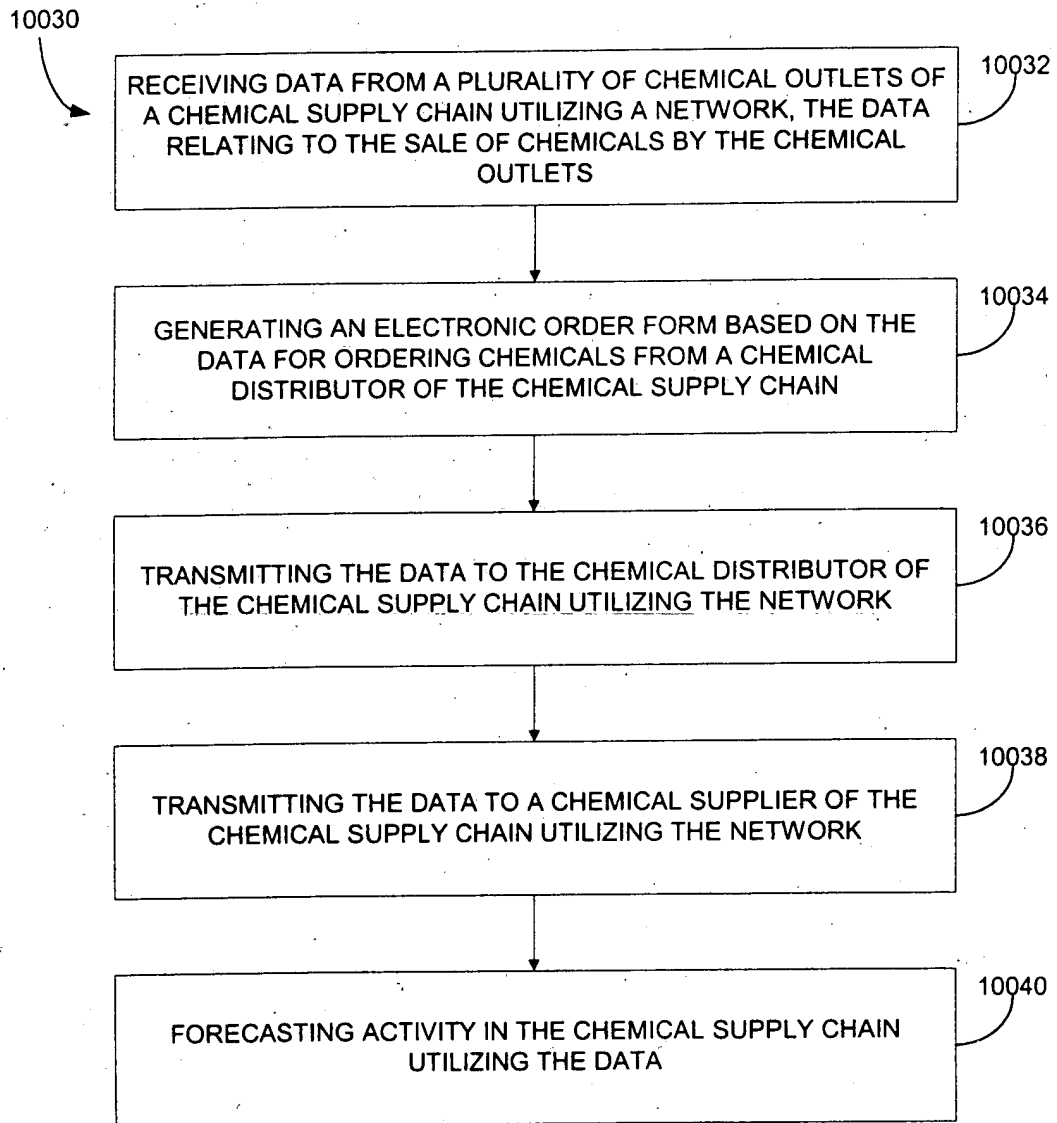 10030
RECEIVING DATA FROM A PLURALITY OF CHEMICAL OUTLETS OF
A CHEMICAL SUPPLY CHAIN UTILIZING A NETWORK, THE DATA
RELATING TO THE SALE OF CHEMICALS BY THE CHEMICAL
OUTLETS
10032
GENERATING AN ELECTRONIC ORDER FORM BASED ON THE
DATA FOR ORDERING CHEMICALS FROM A CHEMICAL
DISTRIBUTOR OF THE CHEMICAL SUPPLY CHAIN
10034
TRANSMITTING THE DATA TO THE CHEMICAL DISTRIBUTOR OF
THE CHEMICAL SUPPLY CHAIN UTILIZING THE NETWORK
10036
TRANSMITTING THE DATA TO A CHEMICAL SUPPLIER OF THE
CHEMICAL SUPPLY CHAIN UTILIZING THE NETWORK
10038
FORECASTING ACTIVITY IN THE CHEMICAL SUPPLY CHAIN
UTILIZING THE DATA
10040